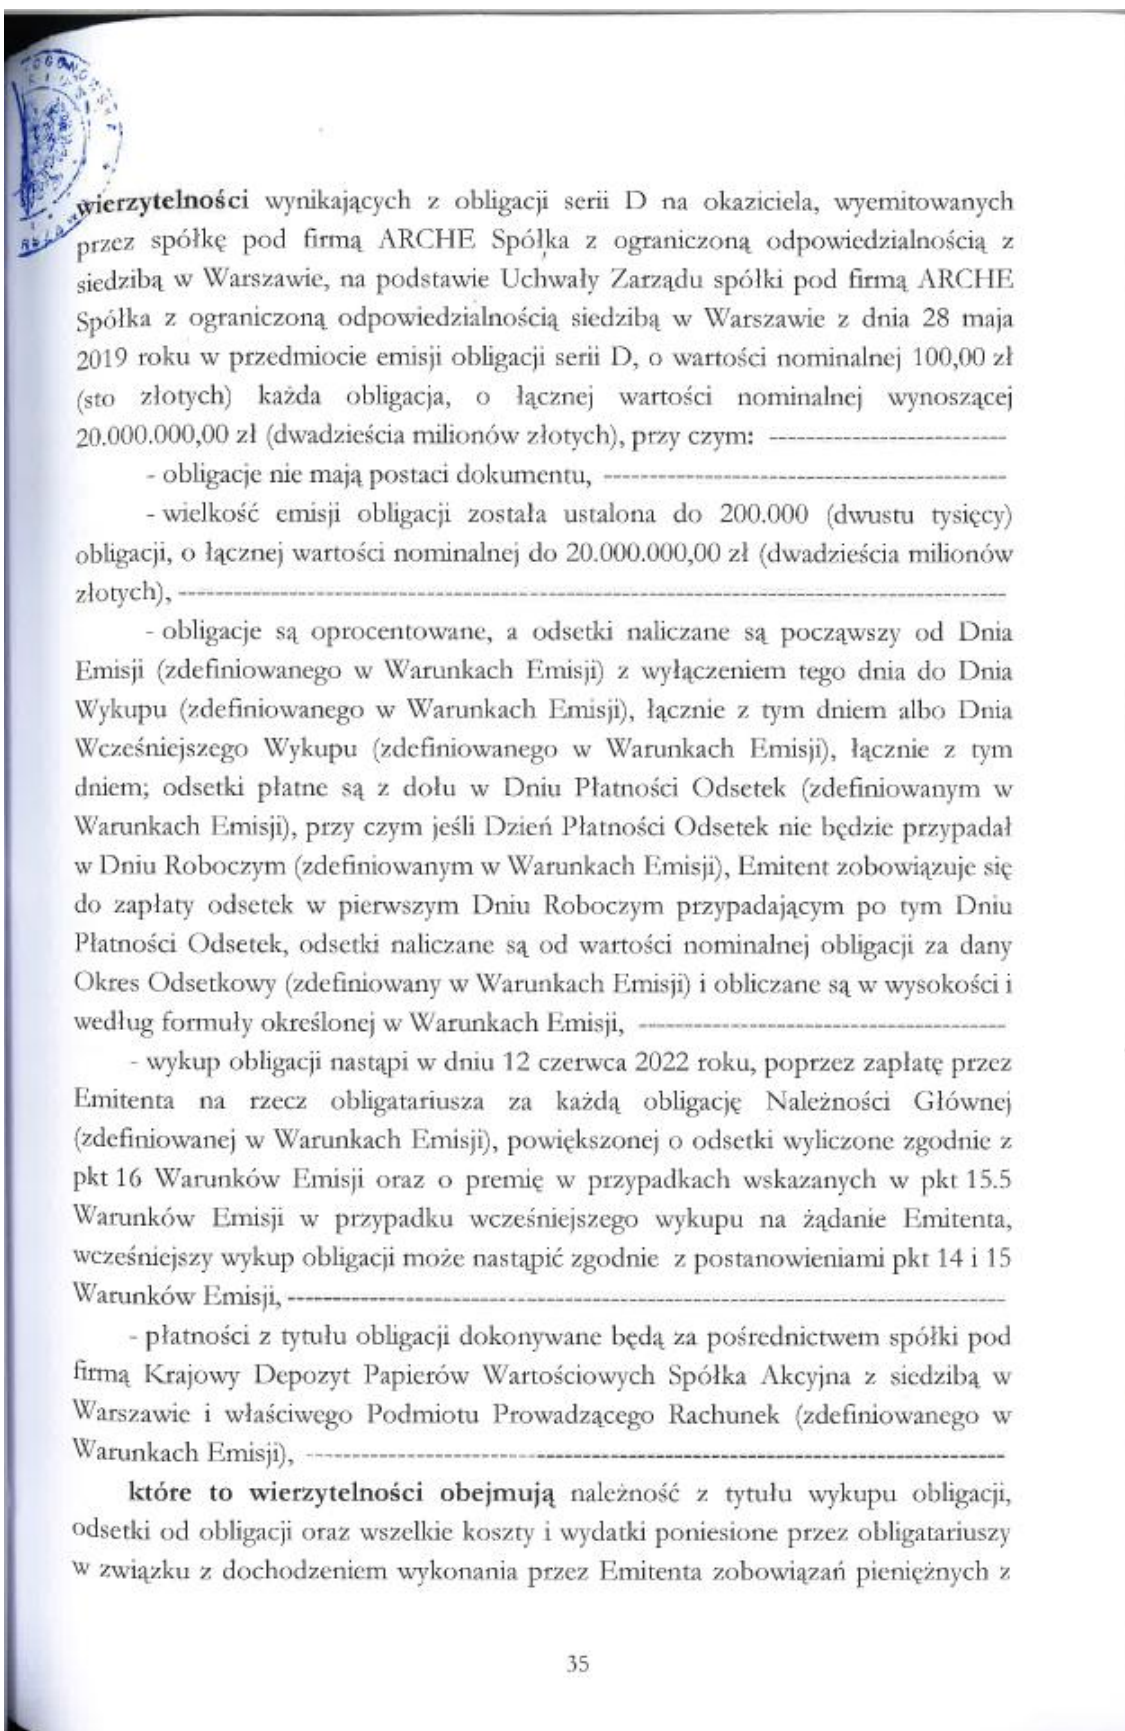 wierzytelności wynikających z obligacji serii D na okaziciela, wyemitowanych
przez spółkę pod firmą ARCHE Spółka z ograniczoną odpowiedzialnością z
siedzibą w Warszawie, na podstawie Uchwały Zarządu spółki pod firmą ARCHE
Spółka z ograniczoną odpowiedzialnością siedzibą w Warszawie z dnia 28 maja
2019 roku w przedmiocie emisji obligacji serii D, o wartości nominalnej 100,00 zł
(sto złotych) każda obligacja, o łącznej wartości nominalnej wynoszącej
20.000.000,00 zł (dwadzieścia milionów złotych), przy czym: --------------------------
- obligacje nie mają postaci dokumentu, --------------------------------------------
- wielkość emisji obligacji została ustalona do 200.000 (dwustu tysięcy)
obligacji, o łącznej wartości nominalnej do 20.000.000,00 zł (dwadzieścia milionów
złotych), ------------------------------------------------------------------------------------------
- obligacje są oprocentowane, a odsetki naliczane są począwszy od Dnia
Emisji (zdefiniowanego w Warunkach Emisji) z wyłączeniem tego dnia do Dnia
Wykupu (zdefiniowanego w Warunkach Emisji), łącznie z tym dniem albo Dnia
Wcześniejszego Wykupu (zdefiniowanego w Warunkach Emisji), łącznie z tym
dniem; odsetki płatne są z dołu w Dniu Płatności Odsetek (zdefiniowanym w
Warunkach Emisji), przy czym jeśli Dzień Płatności Odsetek nie będzie przypadał
w Dniu Roboczym (zdefiniowanym w Warunkach Emisji), Emitent zobowiązuje się
do zapłaty odsetek w pierwszym Dniu Roboczym przypadającym po tym Dniu
Płatności Odsetek, odsetki naliczane są od wartości nominalnej obligacji za dany
Okres Odsetkowy (zdefiniowany w Warunkach Emisji) i obliczane są w wysokości i
według formuły określonej w Warunkach Emisji, ----------------------------------------
- wykup obligacji nastąpi w dniu 12 czerwca 2022 roku, poprzez zapłatę przez
Emitenta na rzecz obligatariusza za każdą obligację Należności Głównej
(zdefiniowanej w Warunkach Emisji), powiększonej o odsetki wyliczone zgodnie z
pkt 16 Warunków Emisji oraz o premię w przypadkach wskazanych w pkt 15.5
Warunków Emisji w przypadku wcześniejszego wykupu na żądanie Emitenta,
wcześniejszy wykup obligacji może nastąpić zgodnie z postanowieniami pkt 14 i 15
Warunków Emisji, ------------------------------------------------------------------------------
- płatności z tytułu obligacji dokonywane będą za pośrednictwem spółki pod
firmą Krajowy Depozyt Papierów Wartościowych Spółka Akcyjna z siedzibą w
Warszawie i właściwego Podmiotu Prowadzącego Rachunek (zdefiniowanego w
Warunkach Emisji), ----------------------------------------------------------------------------
które to wierzytelności obejmują należność z tytułu wykupu obligacji,
odsetki od obligacji oraz wszelkie koszty i wydatki poniesione przez obligatariuszy
w związku z dochodzeniem wykonania przez Emitenta zobowiązań pieniężnych z
35